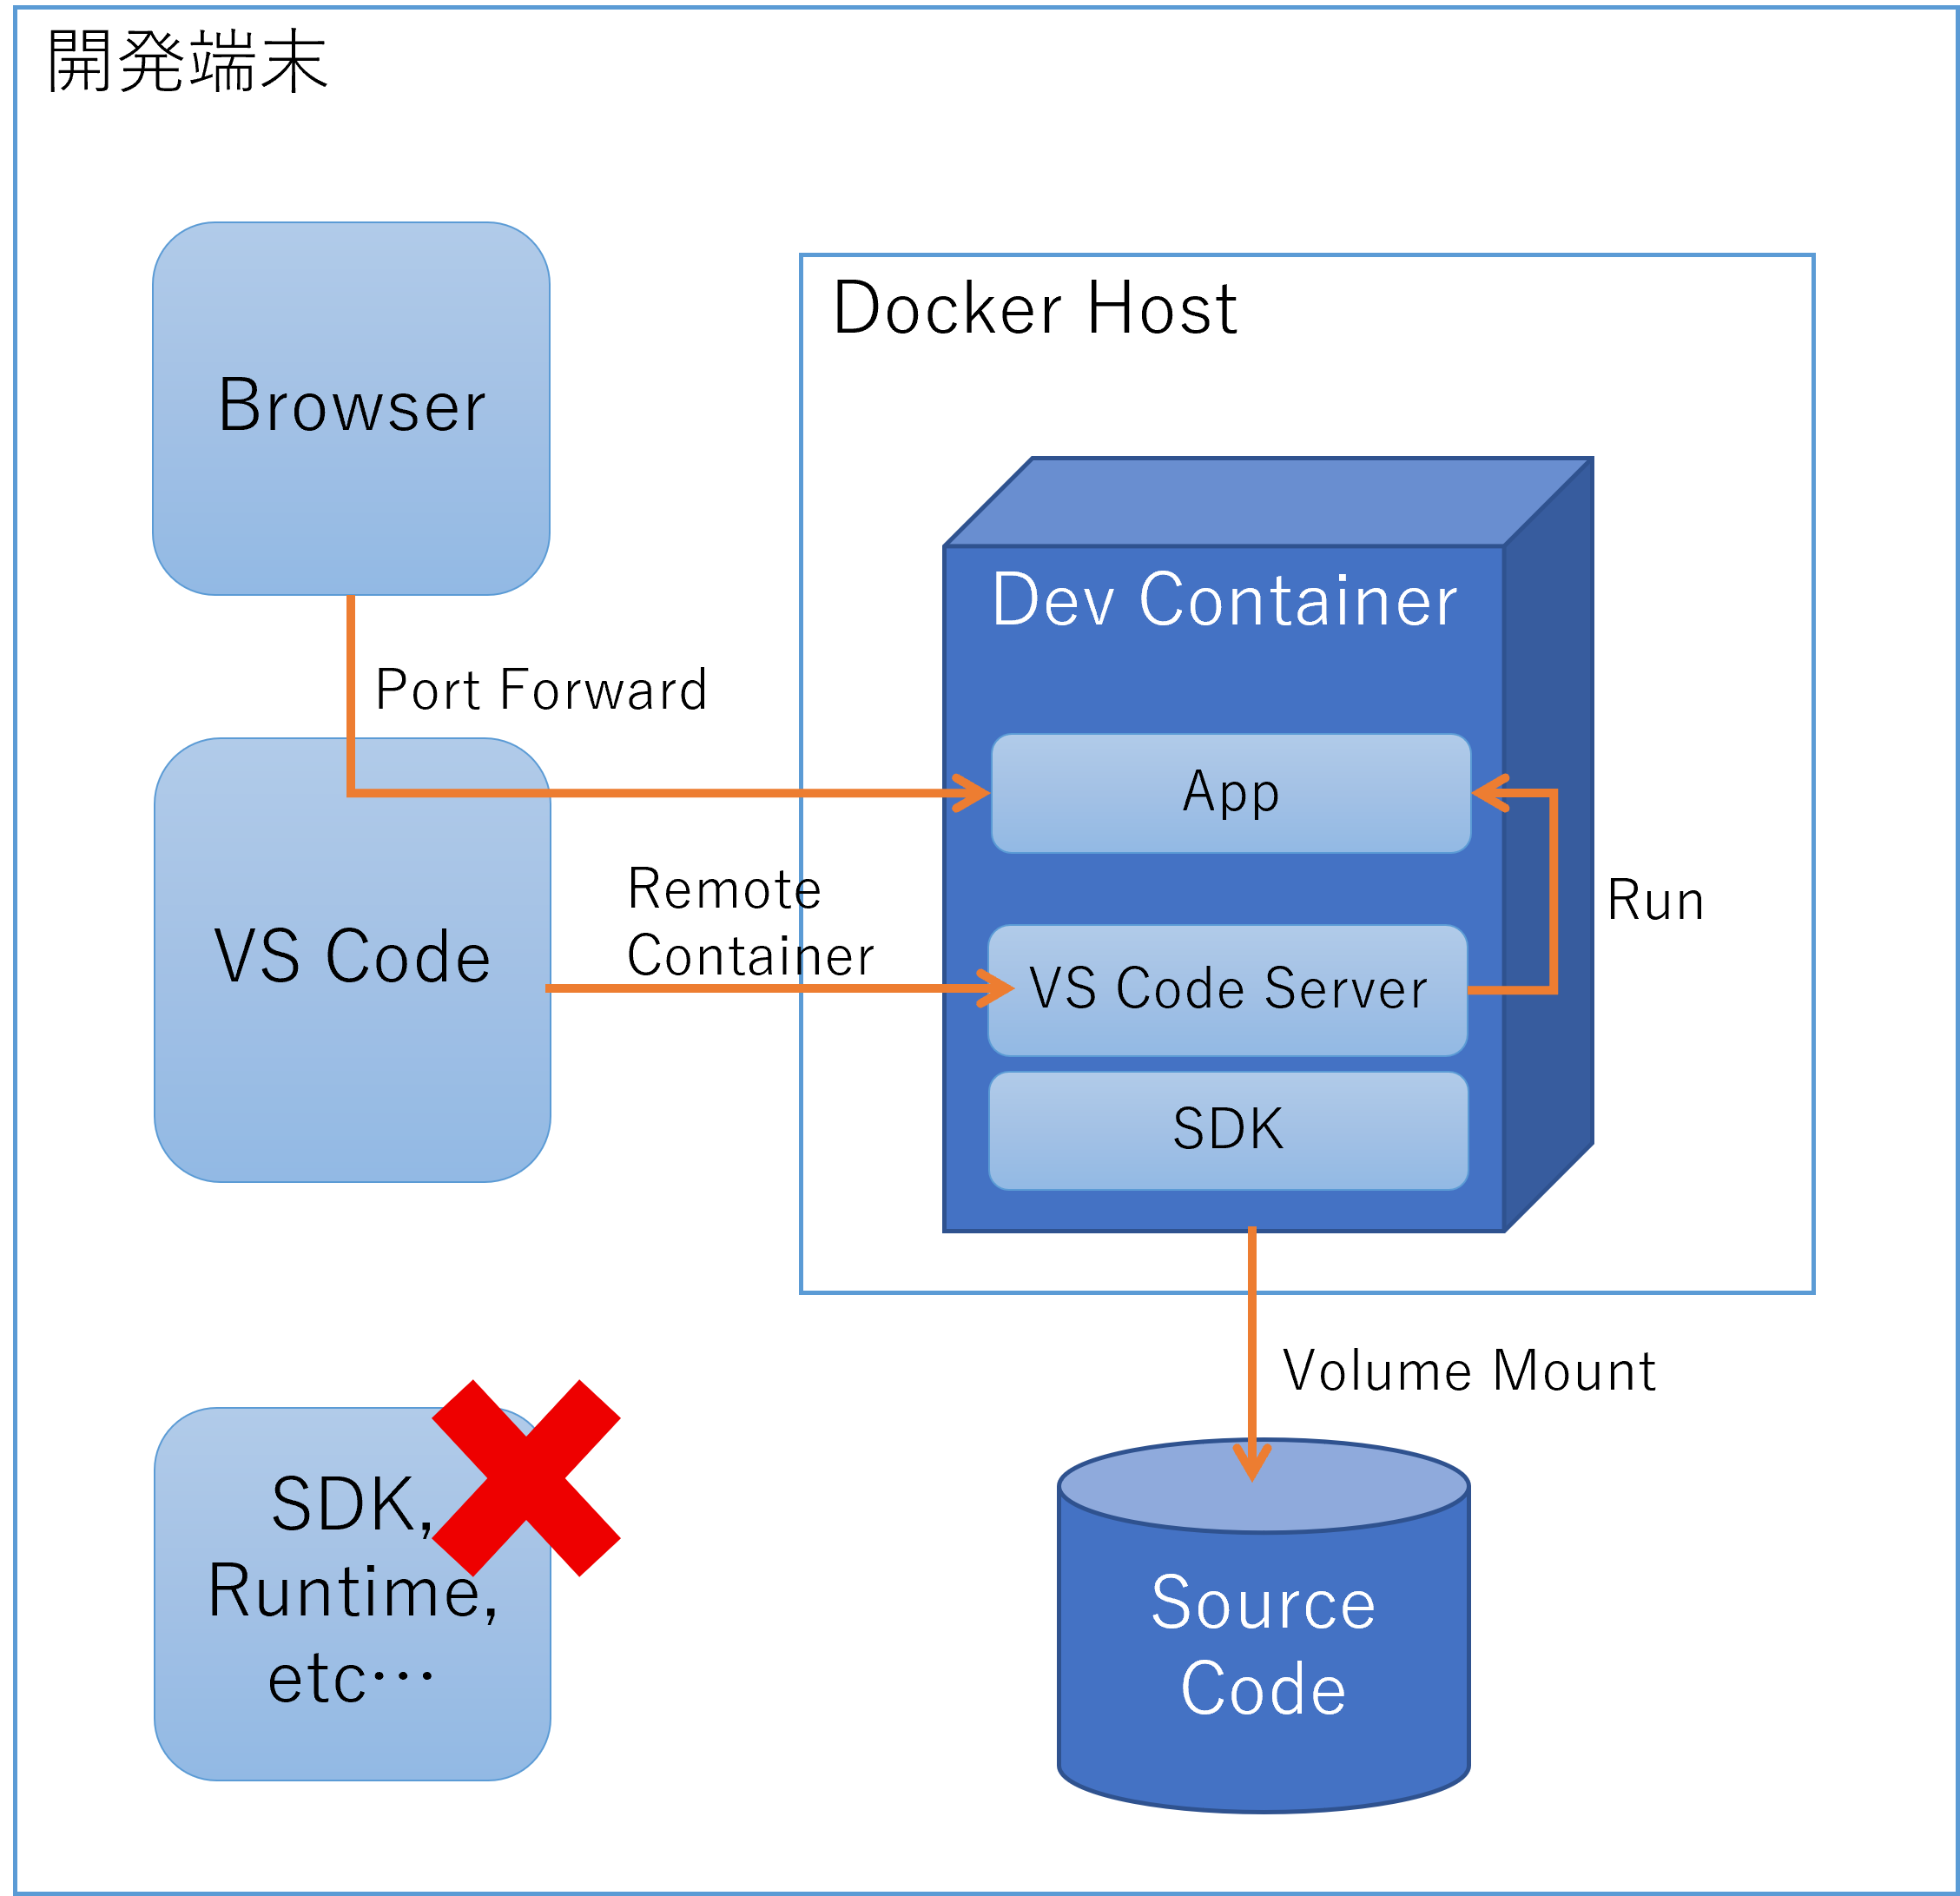 開発端末
Docker Host
Browser
Dev Container
Port Forward
App
Remote
Container
Run
VS Code
VS Code Server
SDK
Volume Mount
SDK,
Runtime,
etc…
Source
Code